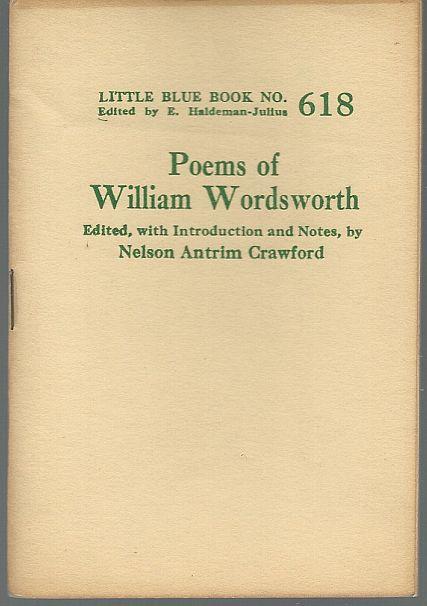 LITTLE BLUE BOOK NO. 618
Edited by E. Haldeman-Julius
Poems of
William Wordsworth
Edited, with Introduction and Notes, by
Nelson Antrim Crawford